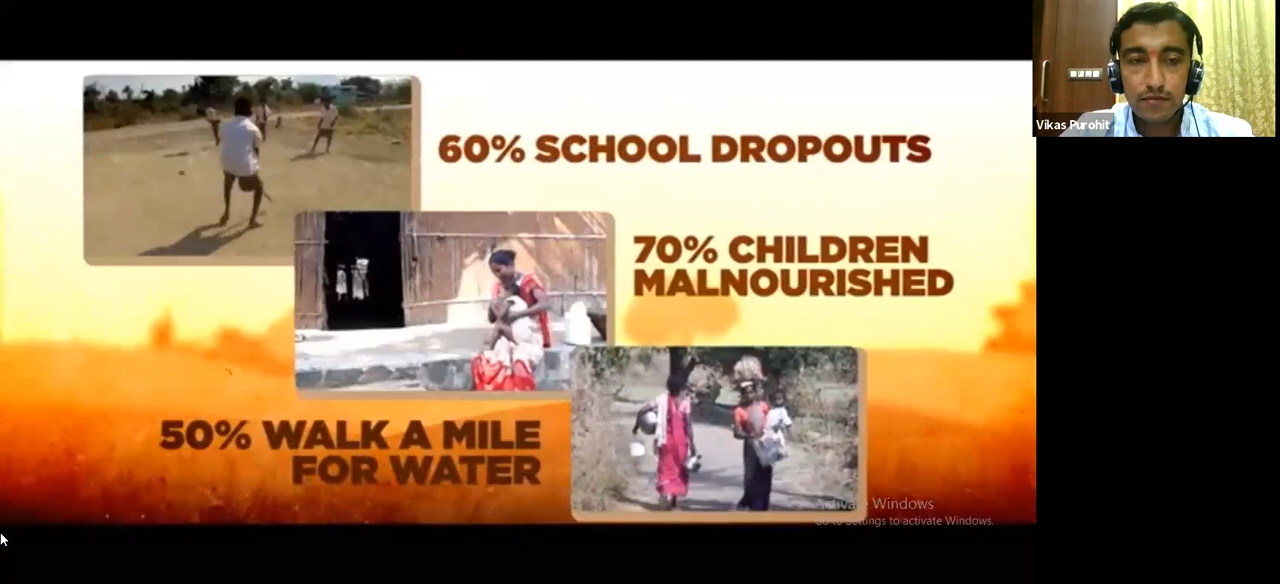 Vikas Purohit
60% SCHOOL DROPOUTS
70% CHILDREN
MALNOURISHED
50% WALK A MILE
FOR WATER
Activate Windows
Go to Settings to activate Windows.